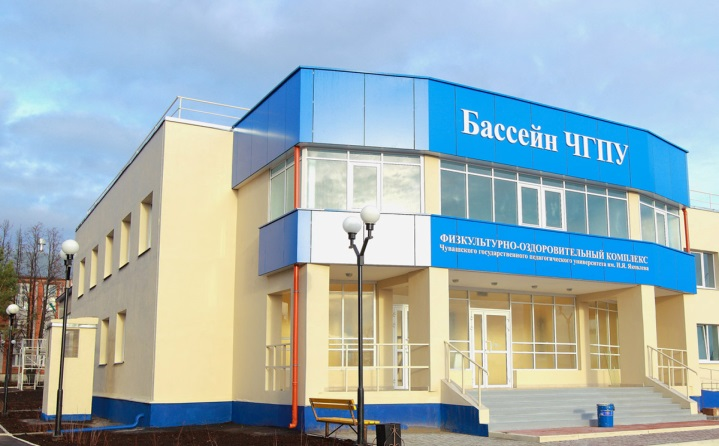 Бассейн ЧГПУ
ФИЗКУЛЬТУРНО-ОЗДОРОВИТЕЛЬНЫЙ КОМПЛЕКС
Чувашского государственного педагогического университета им. И.Я. Яковлева